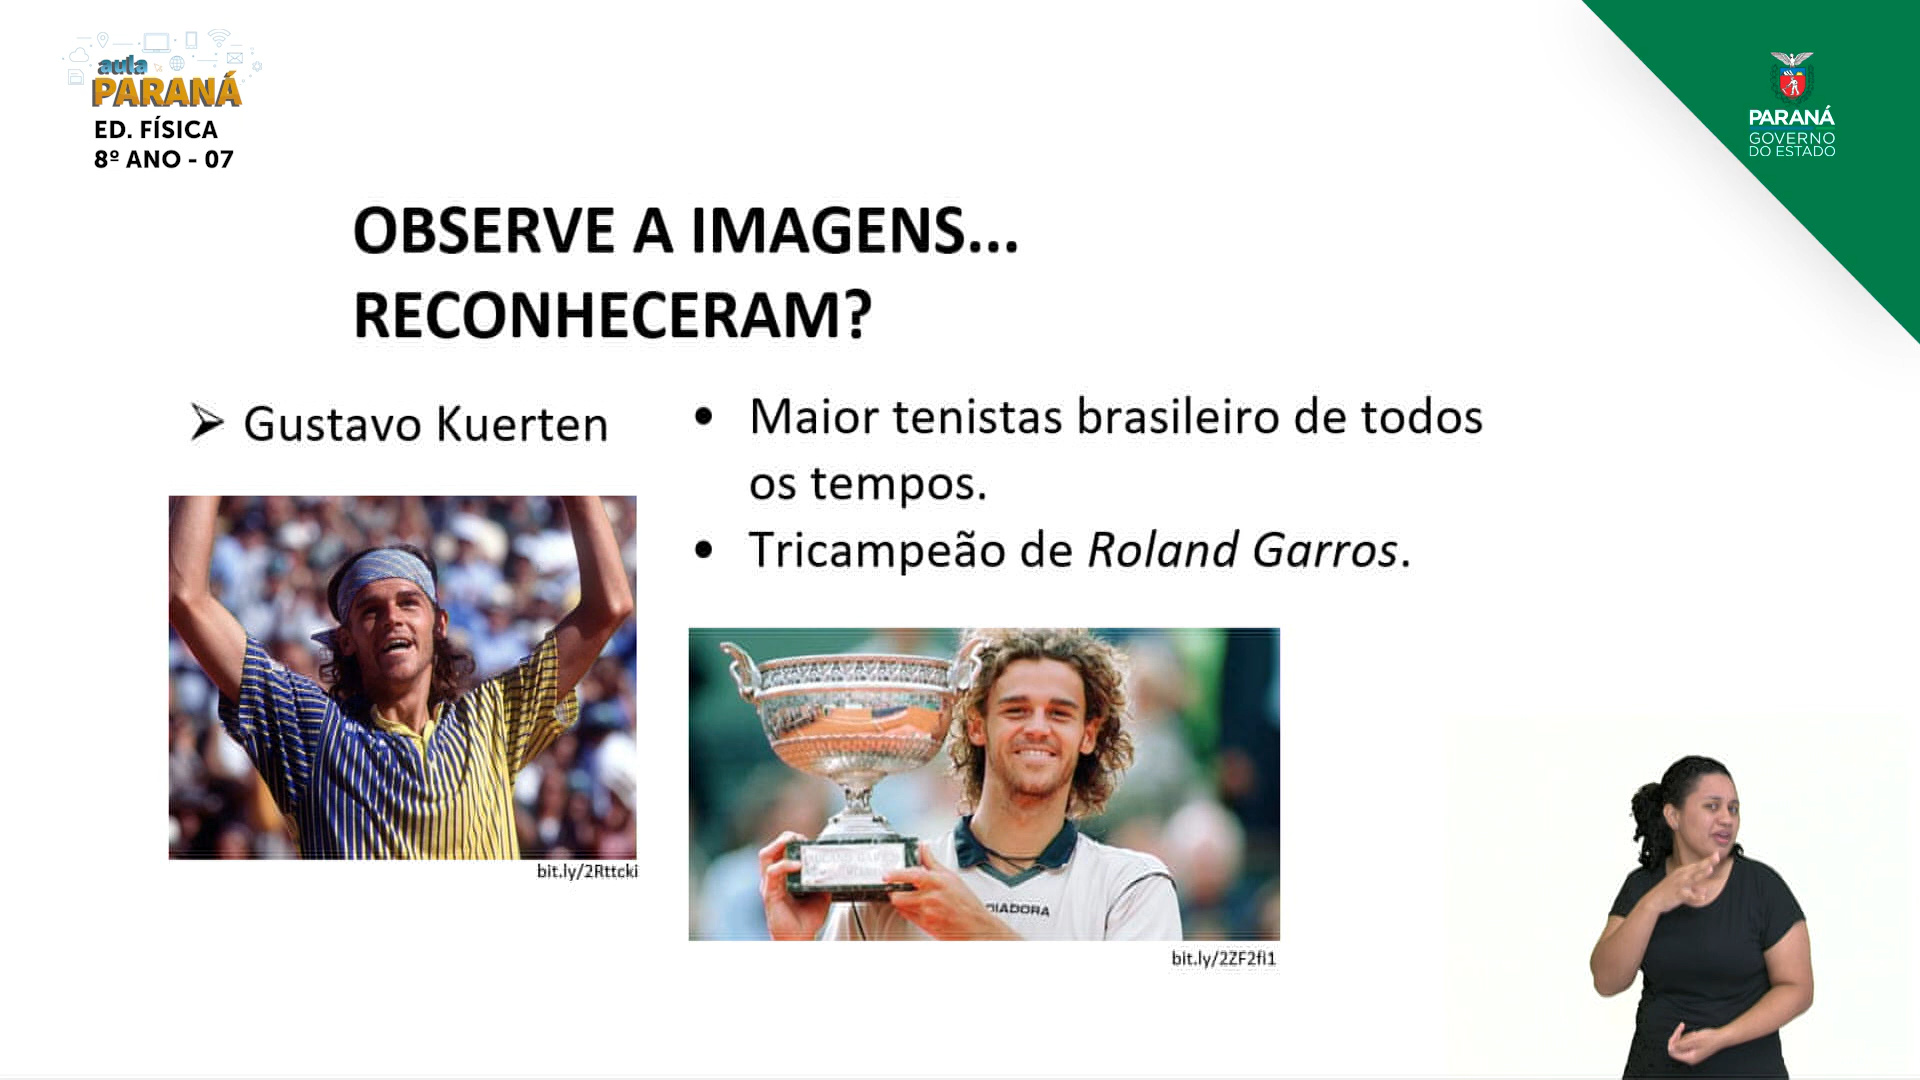 aula
PARANÁ
ED. FÍSICA
8º ANO - 07
PARANÁ
GOVERNO
DO ESTADO
OBSERVE A IMAGENS...
RECONHECERAM?
Gustavo Kuerten
• Maior tenistas brasileiro de todos
os tempos.
• Tricampeão de Roland Garros.
bit.ly/2Rttcki
DIADORA
bit.ly/2ZF2fl1